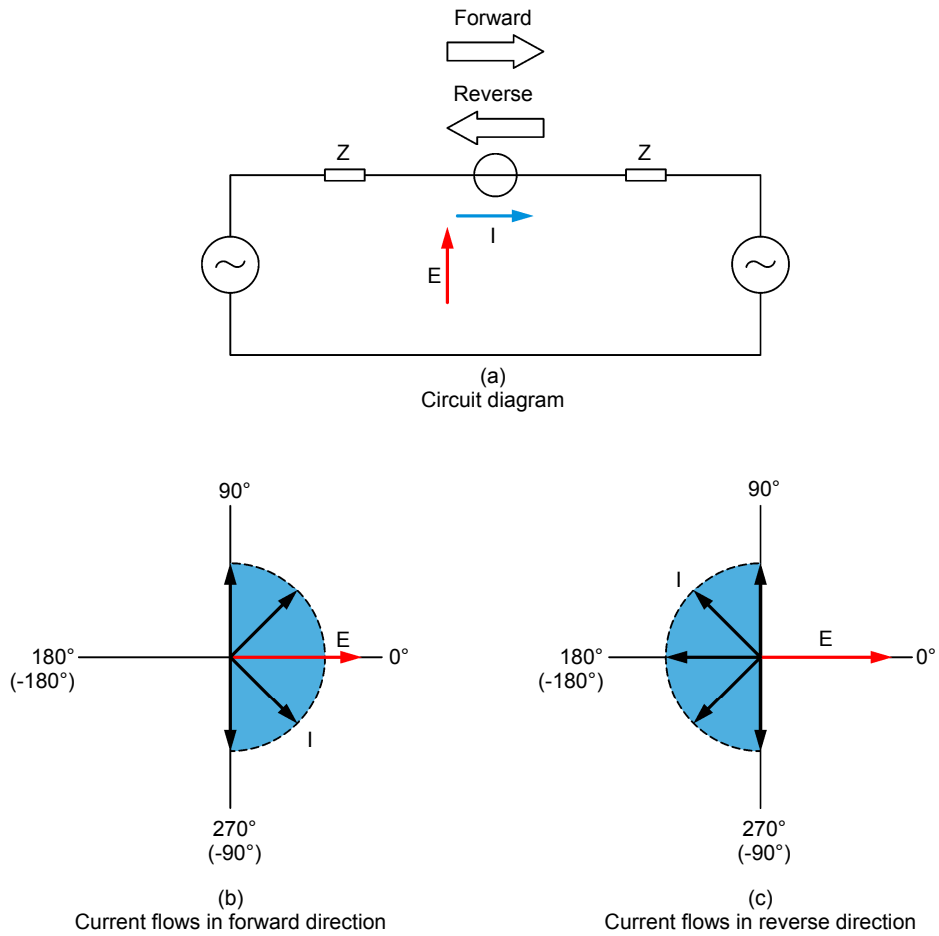 Forward
Reverse
Z
Z
I
E
(a)
Circuit diagram
90°
90°
I
E
E
180°
(-180°)
0°
180°
(-180°)
0°
I
270°
(-90°)
270°
(-90°)
(b)
Current flows in forward direction
(c)
Current flows in reverse direction